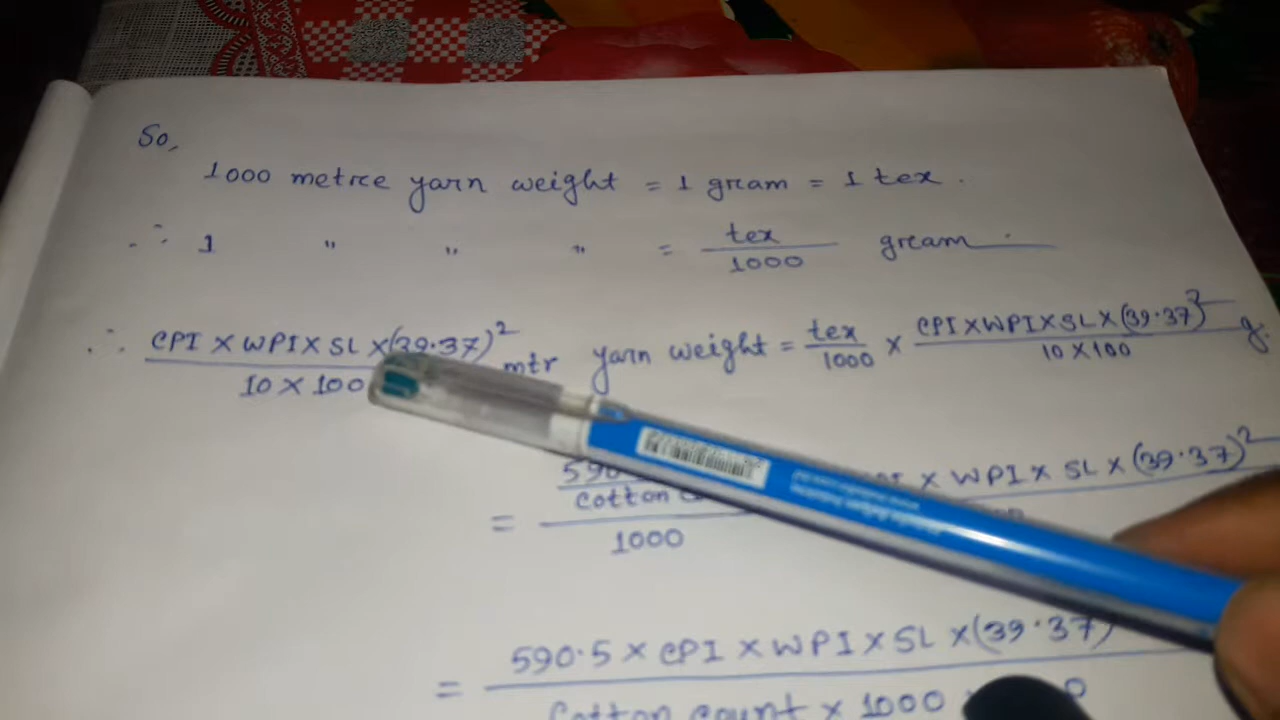 So,
1000 metre yarn weight = 1 gream = 1 tex.
∴ 1 " " " = tex/1000 gream
∴ CPI X WPI X SL X (39.37)²/10 X 100 mtr yarn weight = tex/1000 X CPI X WPI X SL X (39.37)²/10 X 100 g.
= 590 Cotton /1000 X WPI X SL X (39.37)²
= 590.5 X CPI X WPI X SL X (39.37)/Cotton count X 1000